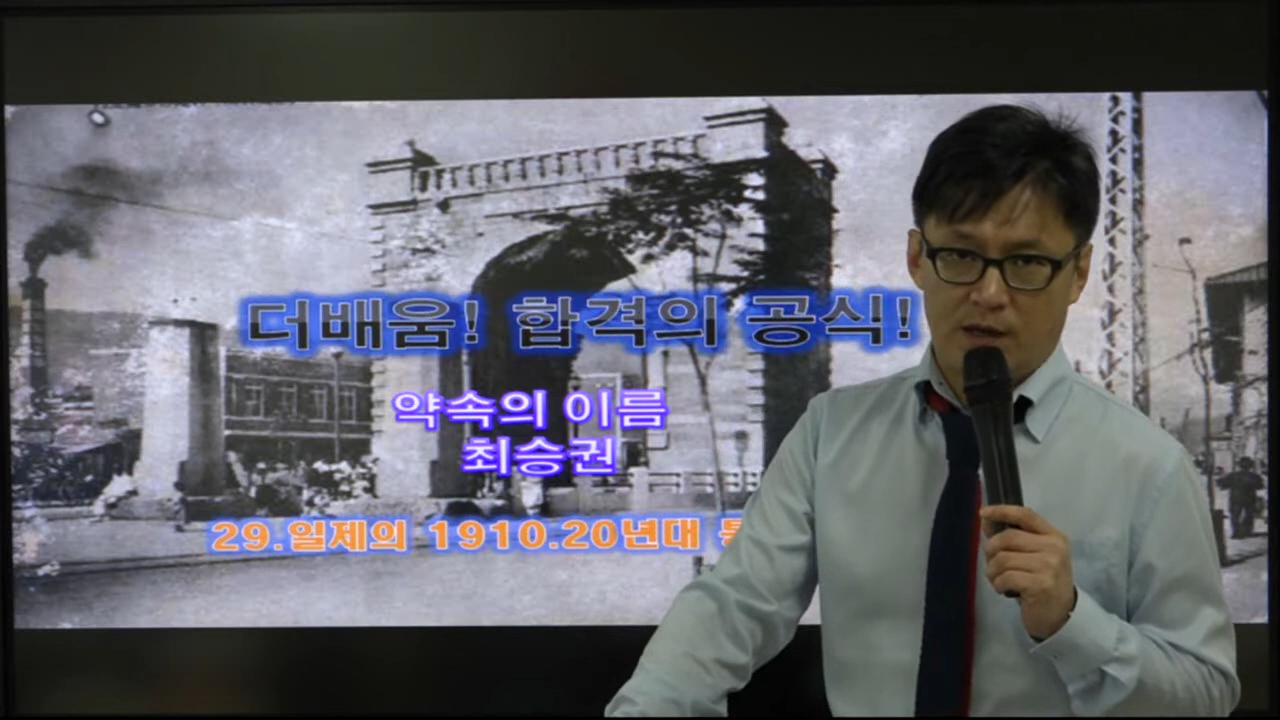 더배움! 합격의 공식!
약속의 이름
최승권
29.일제의 1910.20년대